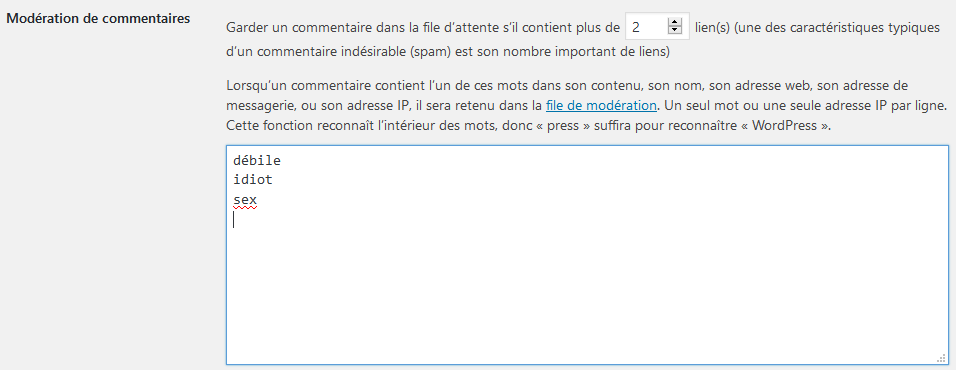 Modération de commentaires
Garder un commentaire dans la file d’attente s’il contient plus de 2 lien(s) (une des caractéristiques typiques
d’un commentaire indésirable (spam) est son nombre important de liens)
Lorsqu’un commentaire contient l’un de ces mots dans son contenu, son nom, son adresse web, son adresse de
messagerie, ou son adresse IP, il sera retenu dans la file de modération. Un seul mot ou une seule adresse IP par ligne.
Cette fonction reconnaît l’intérieur des mots, donc « press » suffira pour reconnaître « WordPress ».
débile
idiot
sex